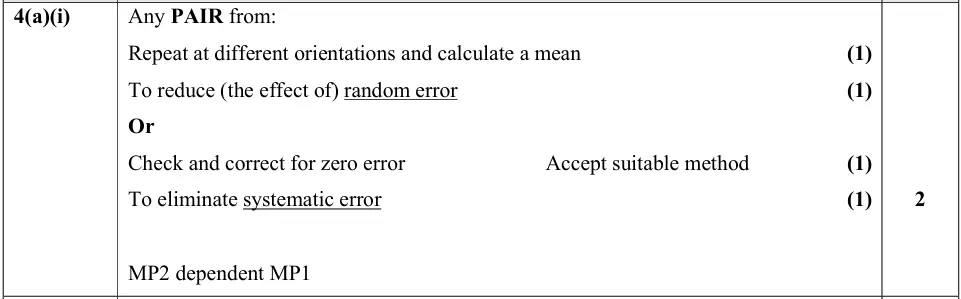 4(a)(i) Any PAIR from:
Repeat at different orientations and calculate a mean (1)
To reduce (the effect of) random error (1)
Or
Check and correct for zero error Accept suitable method (1)
To eliminate systematic error (1) 2
MP2 dependent MP1